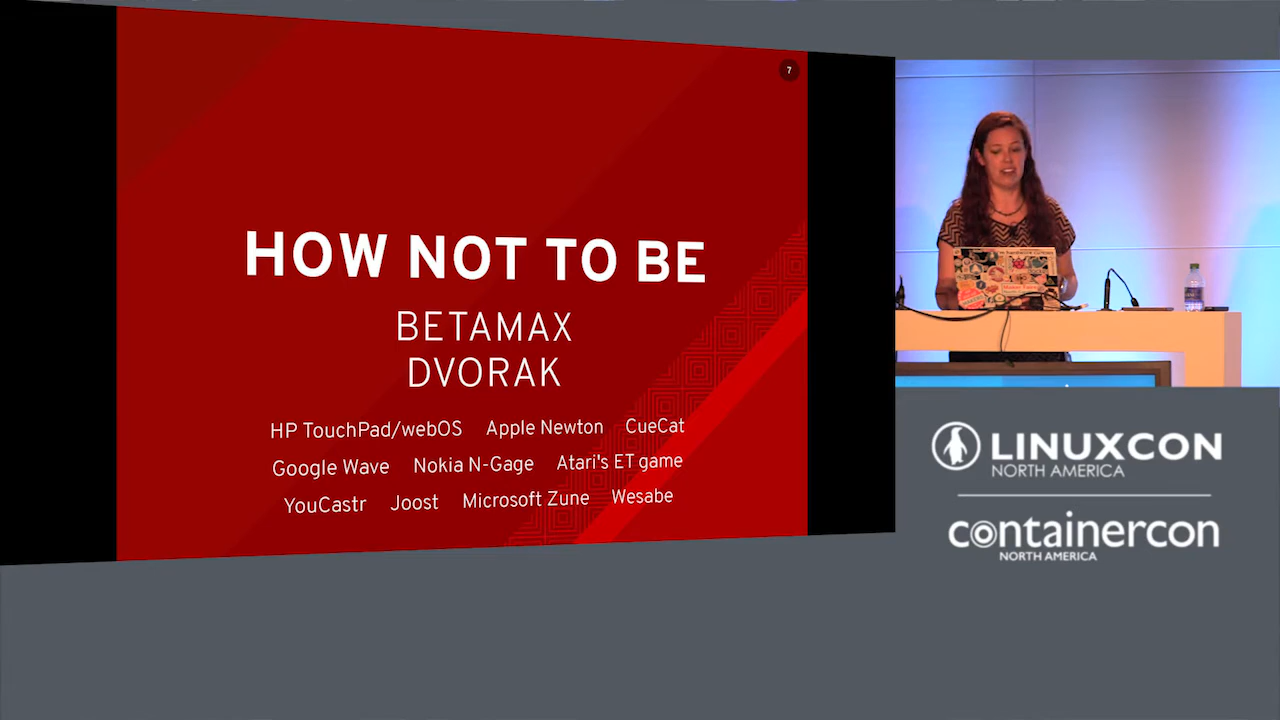 7
HOW NOT TO BE
BETAMAX
DVORAK
HP TouchPad/webOS Apple Newton CueCat
Google Wave Nokia N-Gage Atari's ET game
YouCastr Joost Microsoft Zune Wesabe
LINUXCON
NORTH AMERICA
containercon
NORTH AMERICA